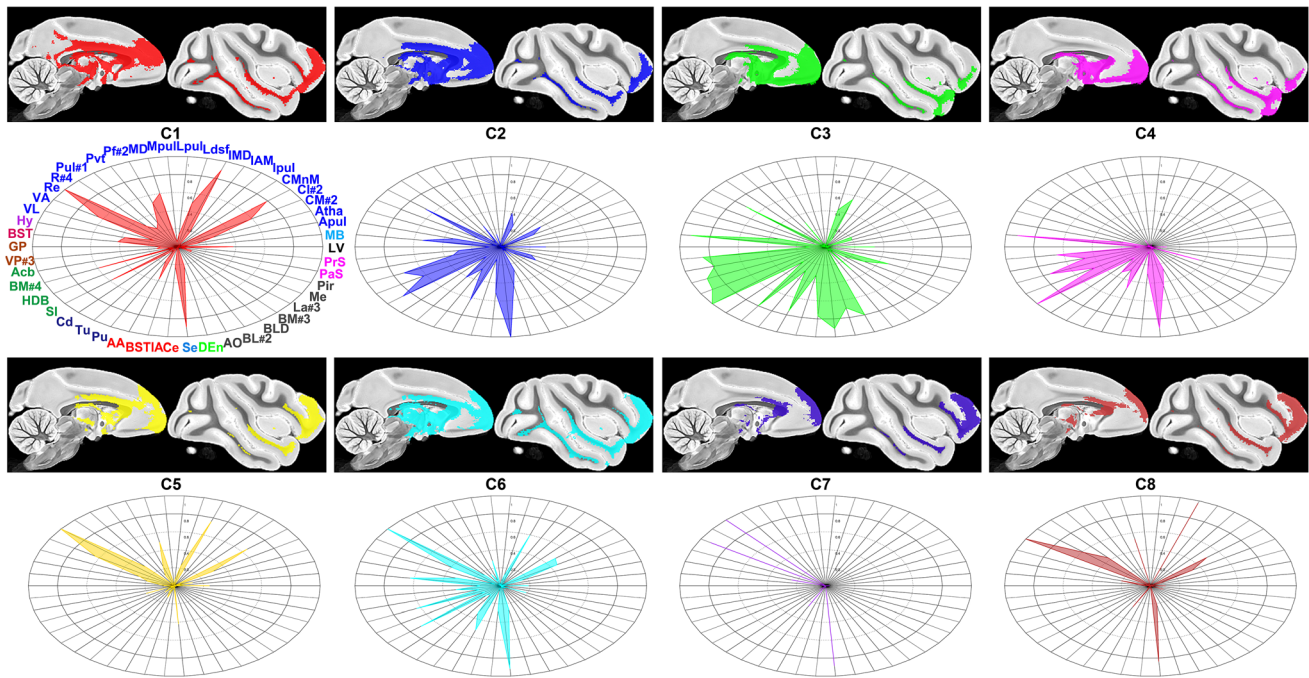 C1 C2 C3 C4
Pvt Pf#2 MD Mpul Lpul Ldsf IMD IAM
Pul#1 Ipul
R#4 CMnM
Re Cl#2
VA CM#2
VL Atha
Hy Apul
BST MB
GP LV
VP#3 PrS
Acb PaS
BM#4 Pir
HDB Me
SI La#3
Cd BM#3
Tu BLD
Pu BL#2
AA BSTIA Ce Se DEn AO
C5 C6 C7 C8